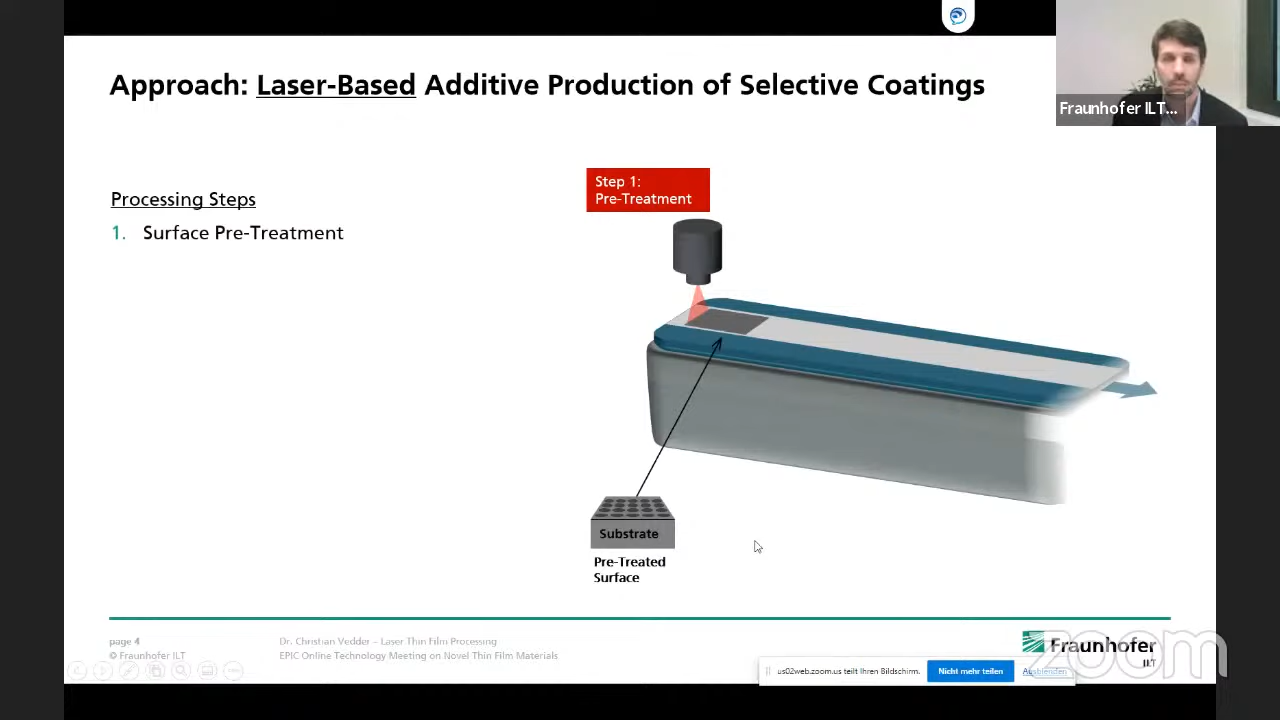 Approach: Laser-Based Additive Production of Selective Coatings
Fraunhofer ILT...
Processing Steps
1. Surface Pre-Treatment
Step 1:
Pre-Treatment
Substrate
Pre-Treated
Surface
page 4
© Fraunhofer ILT
Dr. Christian Vedder – Laser Thin Film Processing
EPIC Online Technology Meeting on Novel Thin Film Materials
Fraunhofer
ILT
zoom
us02web.zoom.us teilt Ihren Bildschirm.
Nicht mehr teilen
Ausblenden